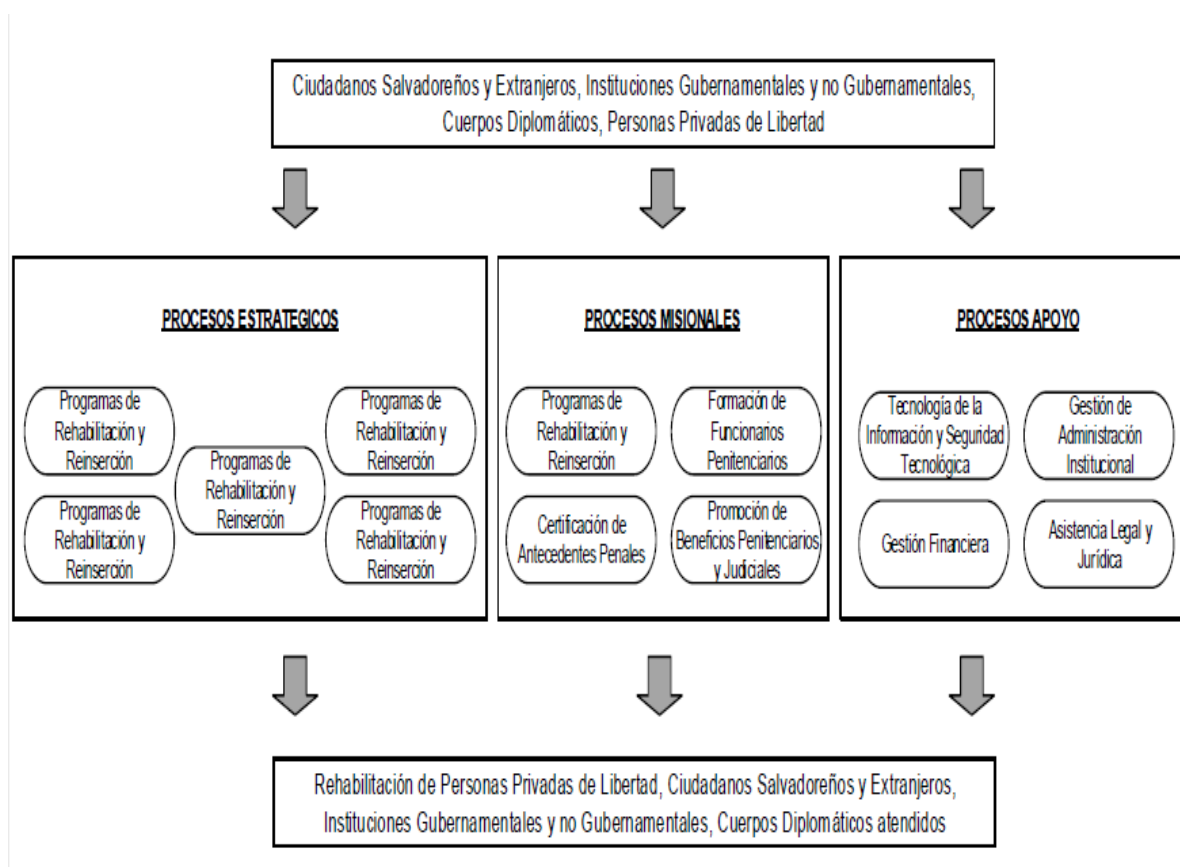 Ciudadanos Salvadoreños y Extranjeros, Instituciones Gubernamentales y no Gubernamentales,
Cuerpos Diplomáticos, Personas Privadas de Libertad
PROCESOS ESTRATEGICOS
Programas de
Rehabilitación y
Reinserción
Programas de
Rehabilitación y
Reinserción
Programas de
Rehabilitación y
Reinserción
Programas de
Rehabilitación y
Reinserción
Programas de
Rehabilitación y
Reinserción
PROCESOS MISIONALES
Programas de
Rehabilitación y
Reinserción
Formación de
Funcionarios
Penitenciarios
Certificación de
Antecedentes Penales
Promoción de
Beneficios Penitenciarios
y Judiciales
PROCESOS APOYO
Tecnología de la
Información y Seguridad
Tecnológica
Gestión de
Administración
Institucional
Gestión Financiera
Asistencia Legal y
Jurídica
Rehabilitación de Personas Privadas de Libertad, Ciudadanos Salvadoreños y Extranjeros,
Instituciones Gubernamentales y no Gubernamentales, Cuerpos Diplomáticos atendidos